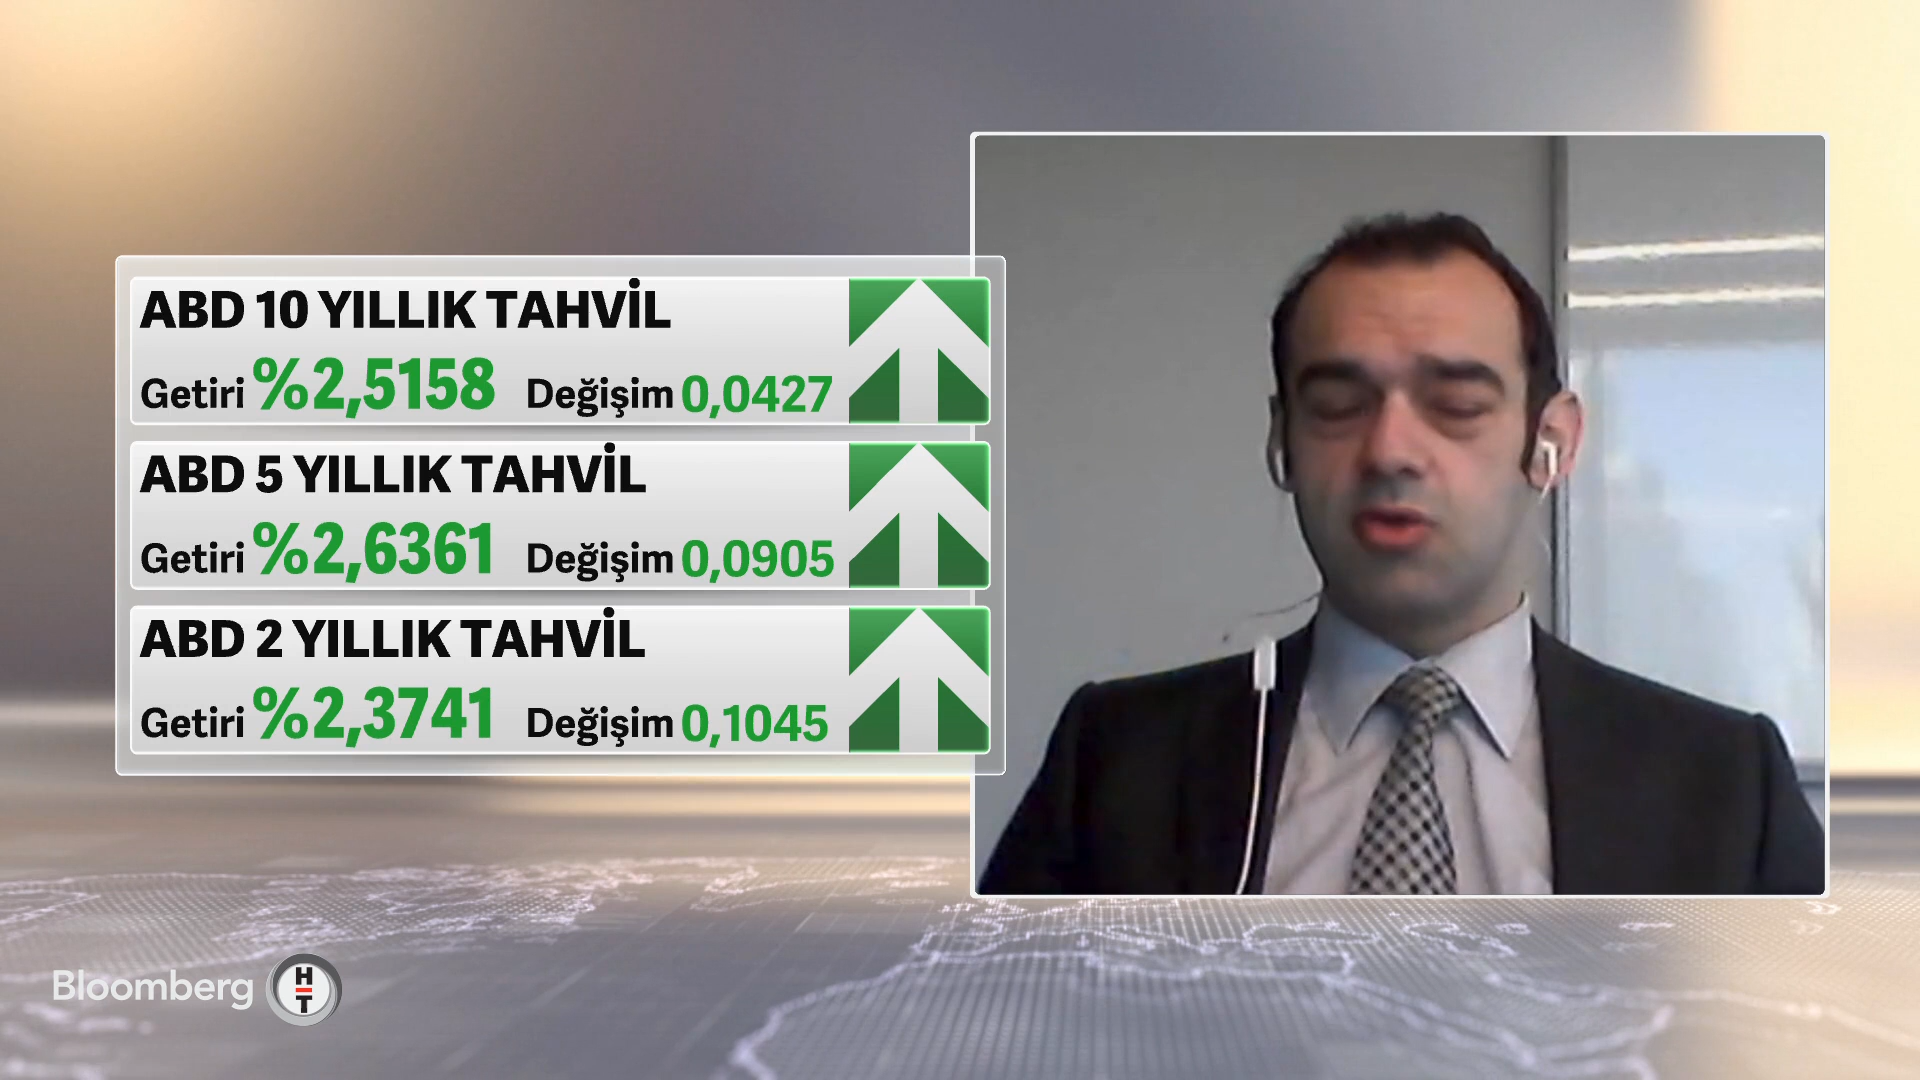 ABD 10 YILLIK TAHVİL
Getiri %2,5158 Değişim 0,0427
ABD 5 YILLIK TAHVİL
Getiri %2,6361 Değişim 0,0905
ABD 2 YILLIK TAHVİL
Getiri %2,3741 Değişim 0,1045
Bloomberg HT